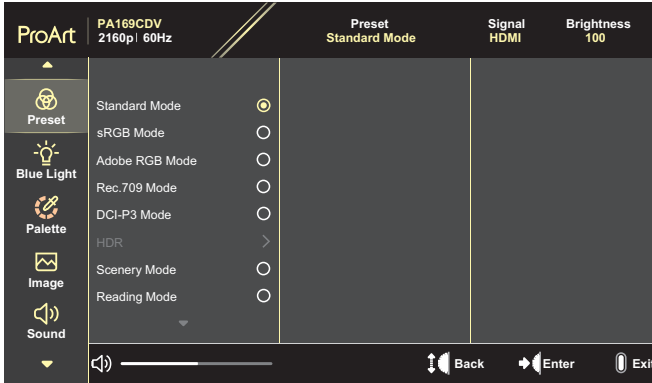 ProArt
PA169CDV
2160p 60Hz
Preset
Standard Mode
Signal
HDMI
Brightness
100
Preset
Blue Light
Palette
Image
Sound
Standard Mode
sRGB Mode
Adobe RGB Mode
Rec.709 Mode
DCI-P3 Mode
HDR
Scenery Mode
Reading Mode
Back
Enter
Exi